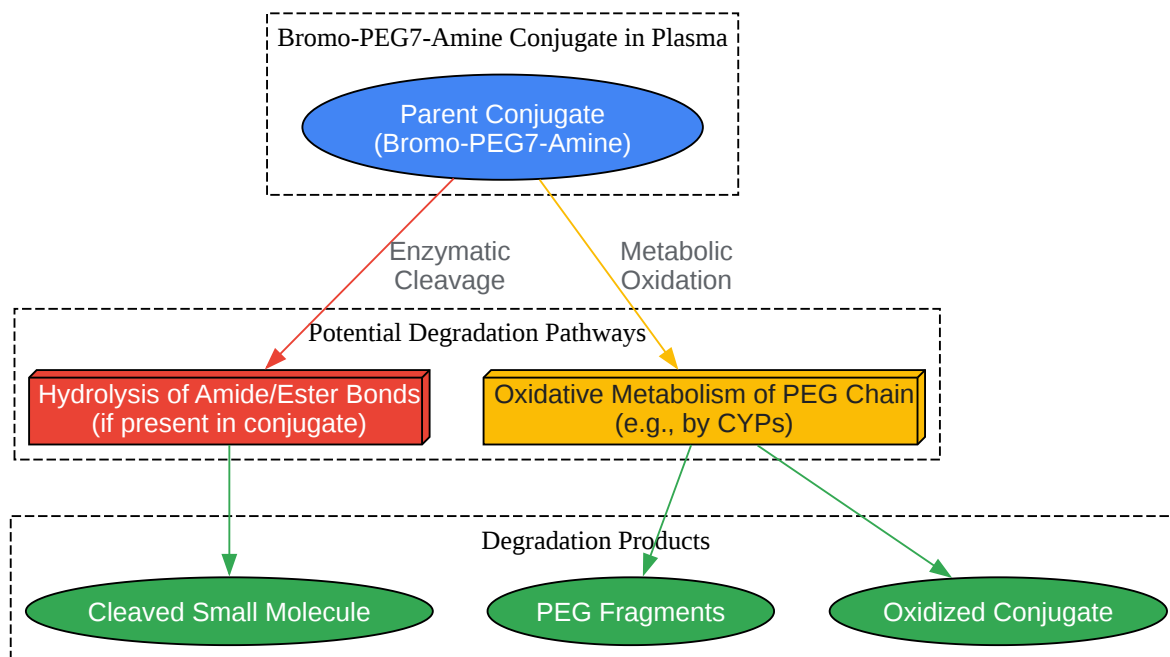 Bromo-PEG7-Amine Conjugate in Plasma
Parent Conjugate
(Bromo-PEG7-Amine)
Enzymatic
Cleavage
Metabolic
Oxidation
Potential Degradation Pathways
Hydrolysis of Amide/Ester Bonds
(if present in conjugate)
Oxidative Metabolism of PEG Chain
(e.g., by CYPs)
Degradation Products
Cleaved Small Molecule
PEG Fragments
Oxidized Conjugate